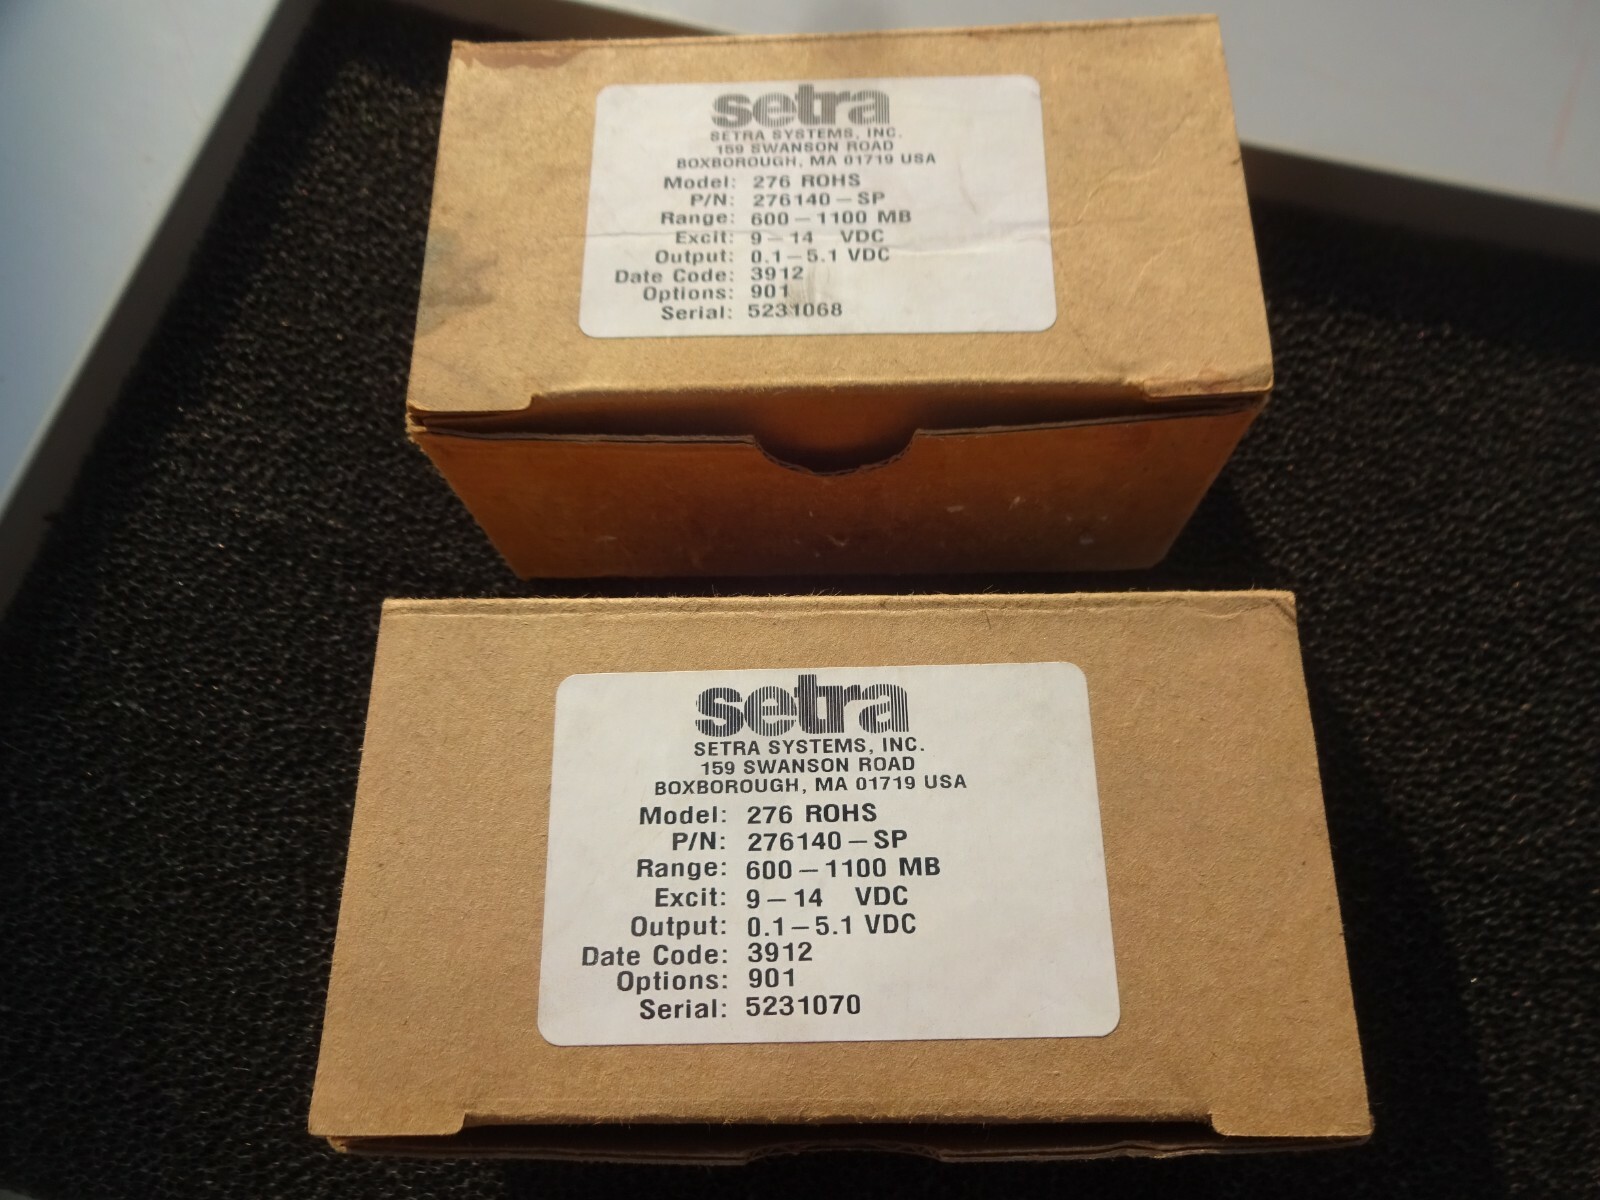 setra
SETRA SYSTEMS, INC.
159 SWANSON ROAD
BOXBOROUGH, MA 01719 USA
Model: 276 ROHS
P/N: 276140-SP
Range: 600-1100 MB
Excit: 9-14 VDC
Output: 0.1-5.1 VDC
Date Code: 3912
Options: 901
Serial: 5231068
setra
SETRA SYSTEMS, INC.
159 SWANSON ROAD
BOXBOROUGH, MA 01719 USA
Model: 276 ROHS
P/N: 276140-SP
Range: 600-1100 MB
Excit: 9-14 VDC
Output: 0.1-5.1 VDC
Date Code: 3912
Options: 901
Serial: 5231070